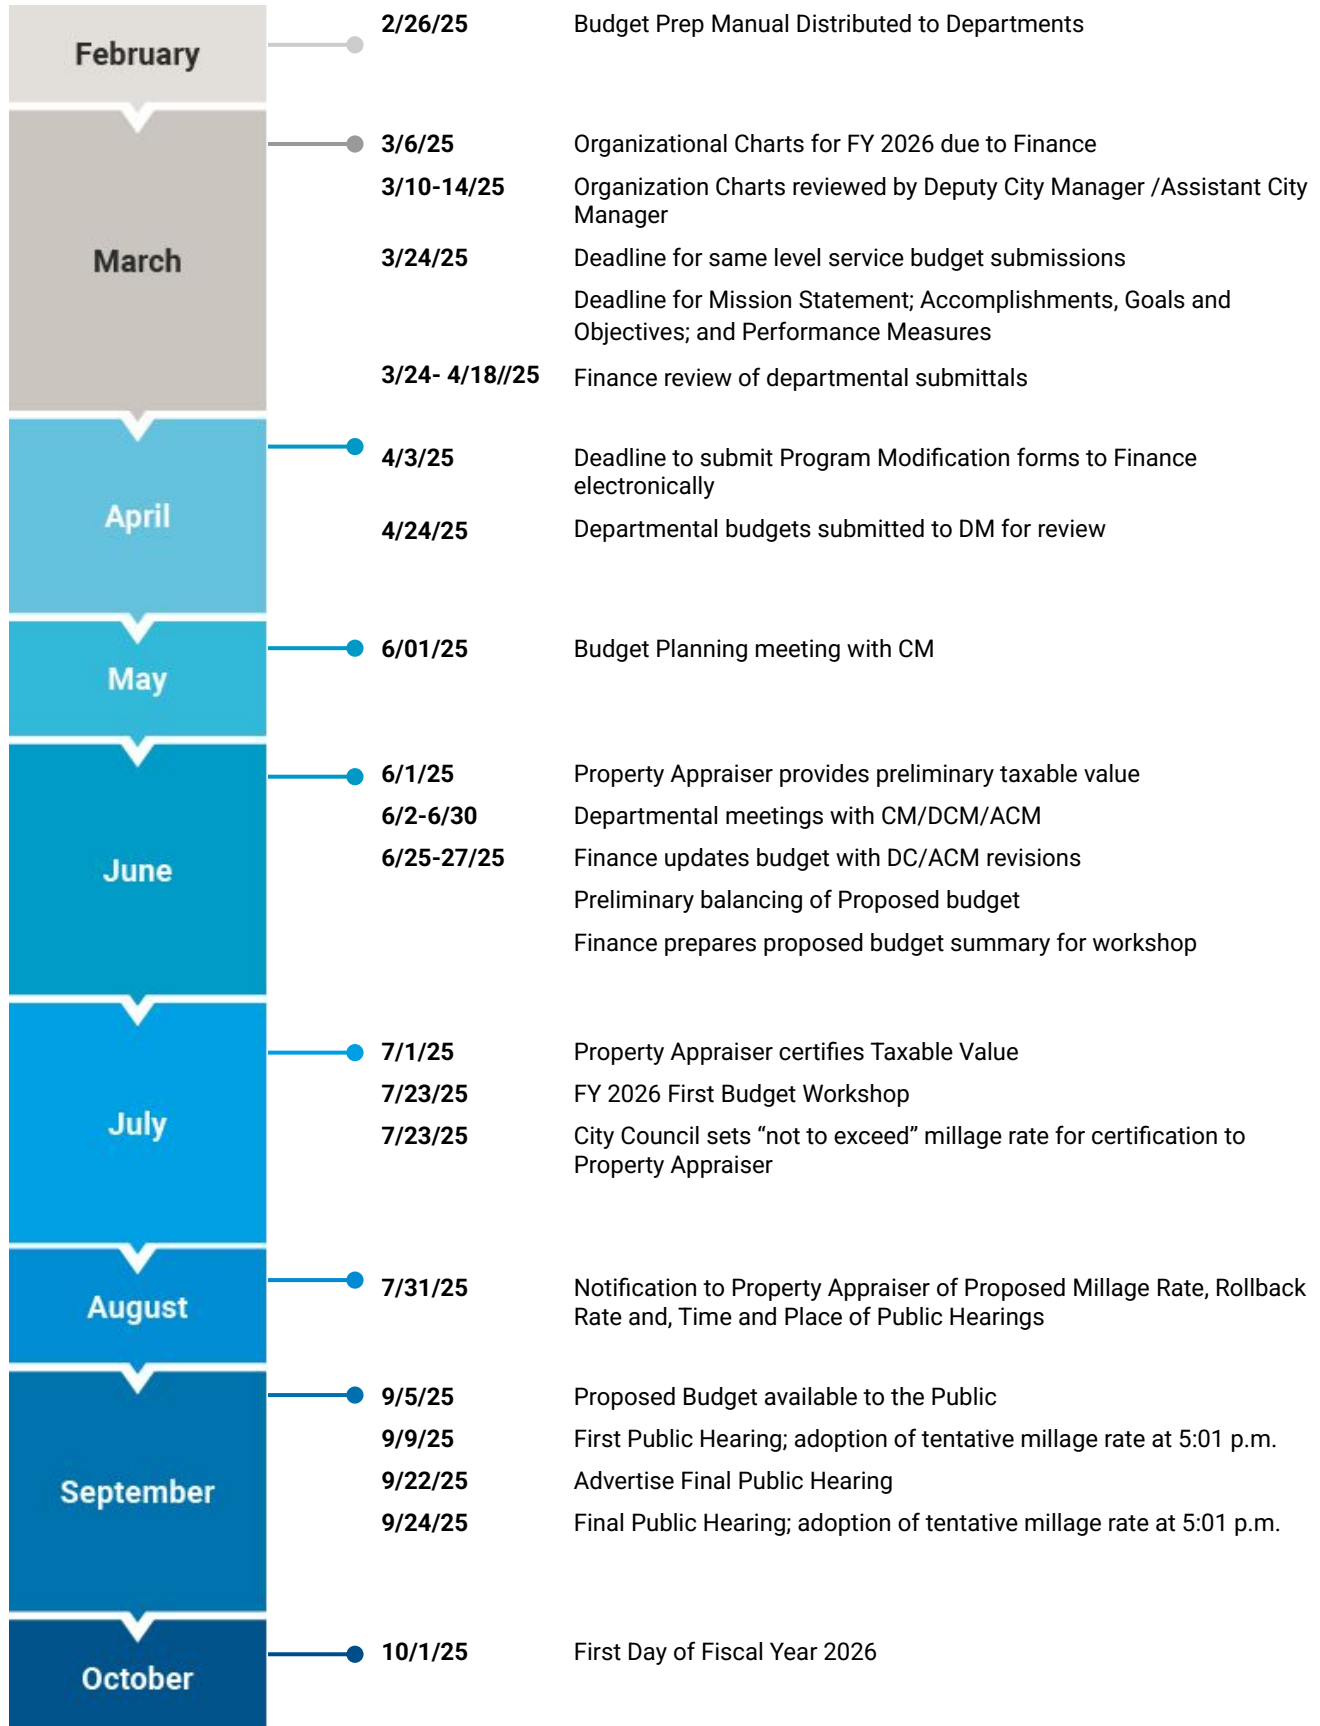 February
2/26/25 Budget Prep Manual Distributed to Departments
March
3/6/25 Organizational Charts for FY 2026 due to Finance
3/10-14/25 Organization Charts reviewed by Deputy City Manager /Assistant City
Manager
3/24/25 Deadline for same level service budget submissions
Deadline for Mission Statement; Accomplishments, Goals and
Objectives; and Performance Measures
3/24- 4/18//25 Finance review of departmental submittals
April
4/3/25 Deadline to submit Program Modification forms to Finance
electronically
4/24/25 Departmental budgets submitted to DM for review
May
6/01/25 Budget Planning meeting with CM
June
6/1/25 Property Appraiser provides preliminary taxable value
6/2-6/30 Departmental meetings with CM/DCM/ACM
6/25-27/25 Finance updates budget with DC/ACM revisions
Preliminary balancing of Proposed budget
Finance prepares proposed budget summary for workshop
July
7/1/25 Property Appraiser certifies Taxable Value
7/23/25 FY 2026 First Budget Workshop
7/23/25 City Council sets “not to exceed” millage rate for certification to
Property Appraiser
August
7/31/25 Notification to Property Appraiser of Proposed Millage Rate, Rollback
Rate and, Time and Place of Public Hearings
September
9/5/25 Proposed Budget available to the Public
9/9/25 First Public Hearing; adoption of tentative millage rate at 5:01 p.m.
9/22/25 Advertise Final Public Hearing
9/24/25 Final Public Hearing; adoption of tentative millage rate at 5:01 p.m.
October
10/1/25 First Day of Fiscal Year 2026